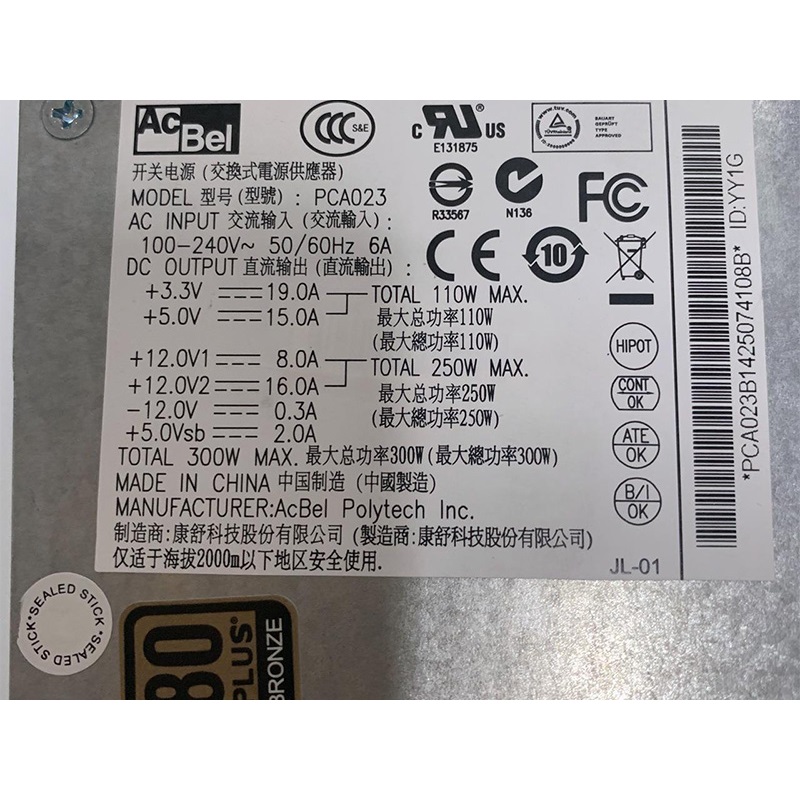 AcBel
CCC S&E
c UR® US
E131875
www.tuv.com
TÜVRheinland
BAUART
GEPRÜFT
TYPE
APPROVED
开关电源 (交換式電源供應器)
MODEL 型号(型號) : PCA023
AC INPUT 交流输入 (交流輸入) :
100-240V~ 50/60Hz 6A
DC OUTPUT 直流输出 (直流輸出) :
R33567
N136
FC
CE
10
+3.3V 19.0A TOTAL 110W MAX.
+5.0V 15.0A 最大总功率110W
(最大總功率110W)
+12.0V1 8.0A TOTAL 250W MAX.
+12.0V2 16.0A 最大总功率250W
-12.0V 0.3A (最大總功率250W)
+5.0Vsb 2.0A
TOTAL 300W MAX. 最大总功率300W(最大總功率300W)
MADE IN CHINA 中国制造 (中國製造)
MANUFACTURER:AcBel Polytech Inc.
制造商:康舒科技股份有限公司 (製造商:康舒科技股份有限公司)
仅适于海拔2000m以下地区安全使用.
JL-01
HIPOT
CONT
OK
ATE
OK
B/I
OK
*PCA023B1425074108B* ID:YY1G
*SEALED STICK*SEALED STICK
80
PLUS®
BRONZE